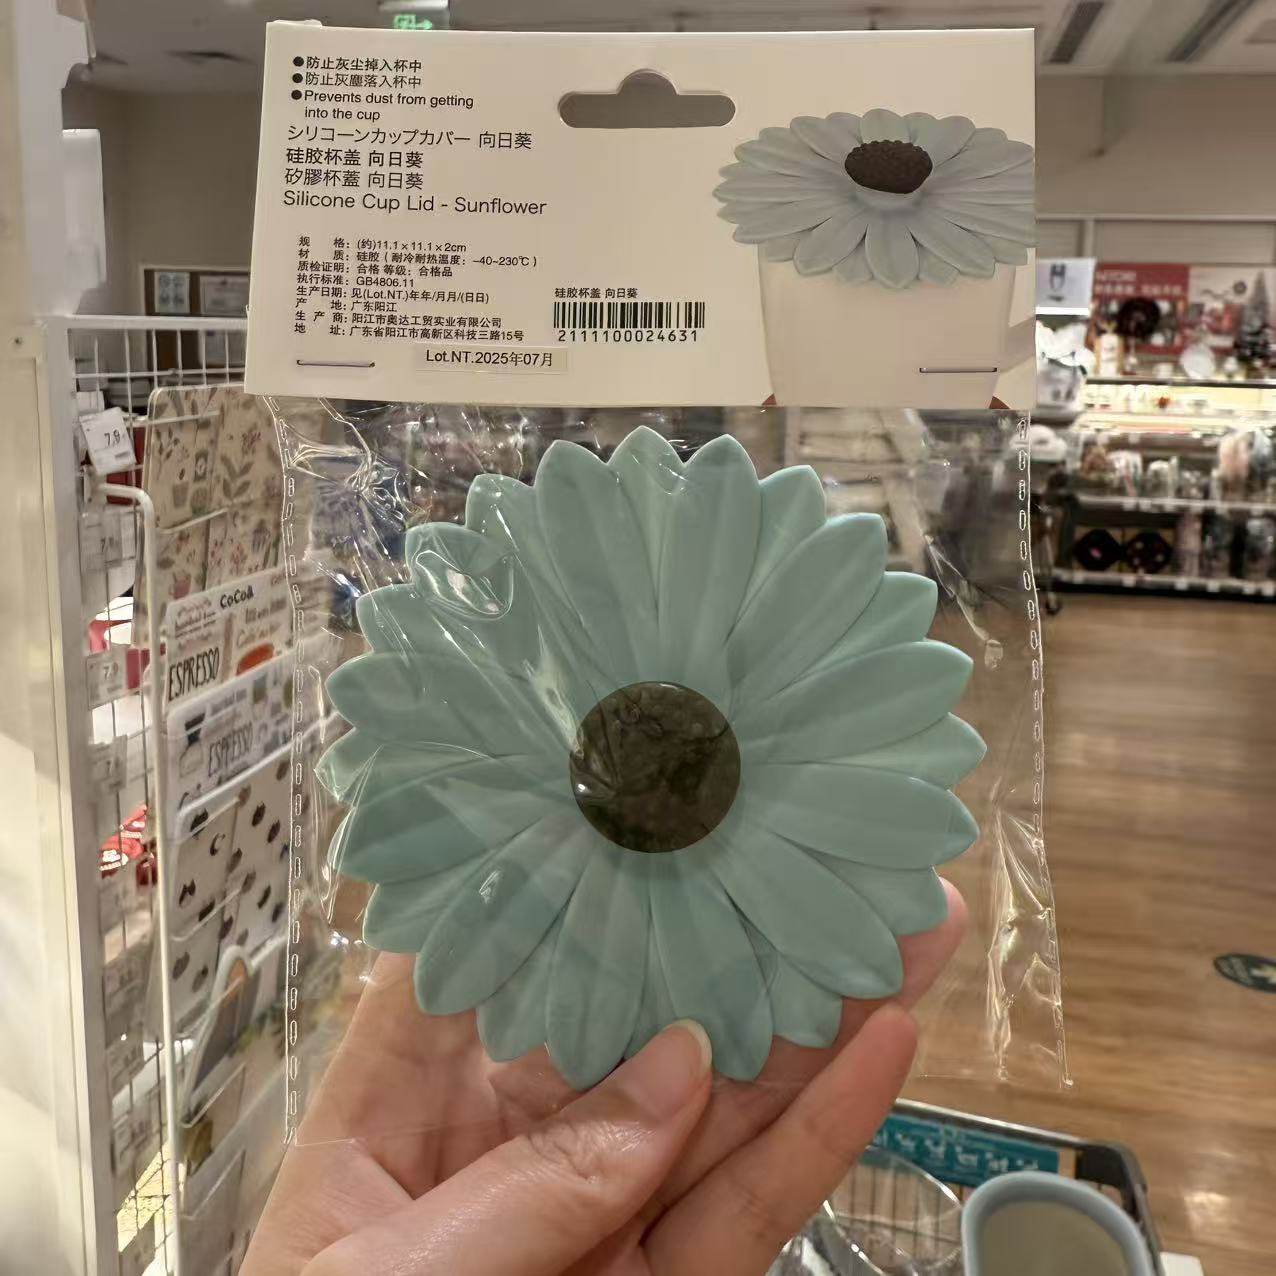 ●防止灰尘掉入杯中
●防止灰塵落入杯中
●Prevents dust from getting
into the cup
シリコーンカップカバー 向日葵
硅胶杯盖 向日葵
矽膠杯蓋 向日葵
Silicone Cup Lid - Sunflower
规 格：(约)11.1×11.1×2cm
材 质：硅胶（耐冷耐热温度：-40~230℃）
质检证明：合格 等级：合格品
执行标准：GB4806.11
生产日期：见(Lot.NT.)年年/月月/(日日)
产 地：广东阳江
生 产 商：阳江市奥达工贸实业有限公司
地 址：广东省阳江市高新区科技三路15号
硅胶杯盖 向日葵
2111100024631
Lot.NT.2025年07月
7.9
CoCoA
ESPRESSO
ESPRESSO